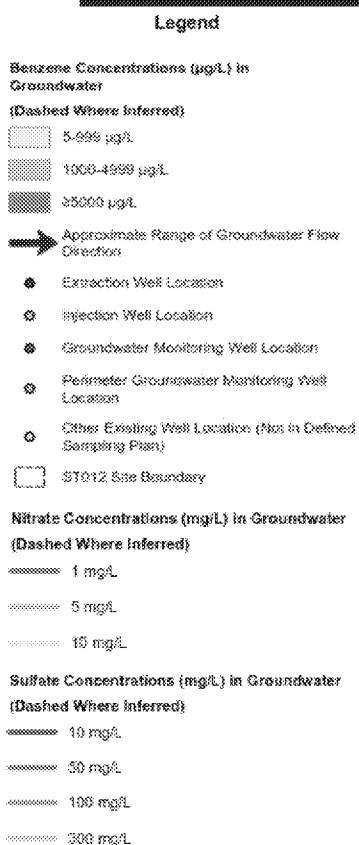 Legend
Benzene Concentrations (µg/L) in
Groundwater
(Dashed Where Inferred)
5-999 µg/L
1000-4999 µg/L
≥5000 µg/L
Approximate Range of Groundwater Flow
Direction
Extraction Well Location
Injection Well Location
Groundwater Monitoring Well Location
Perimeter Groundwater Monitoring Well
Location
Other Existing Well Location (Not in Defined
Sampling Plan)
ST012 Site Boundary
Nitrate Concentrations (mg/L) in Groundwater
(Dashed Where Inferred)
1 mg/L
5 mg/L
10 mg/L
Sulfate Concentrations (mg/L) in Groundwater
(Dashed Where Inferred)
10 mg/L
50 mg/L
100 mg/L
300 mg/L